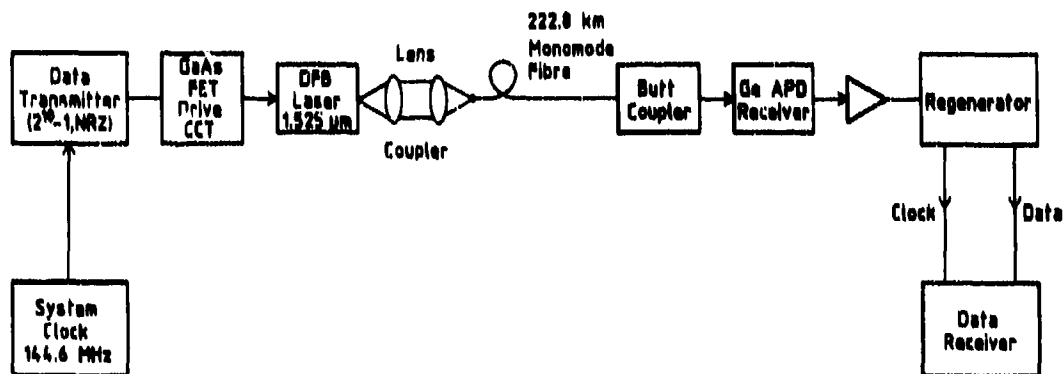 222.8 km
Monomode
Fibre
Lens
Data
Transmitter
(2¹⁰-1,NRZ)
GaAs
FET
Drive
CCT
DFB
Laser
1.525 µm
Coupler
Butt
Coupler
Ge APD
Receiver
Regenerator
Clock
Data
System
Clock
144.6 MHz
Data
Receiver